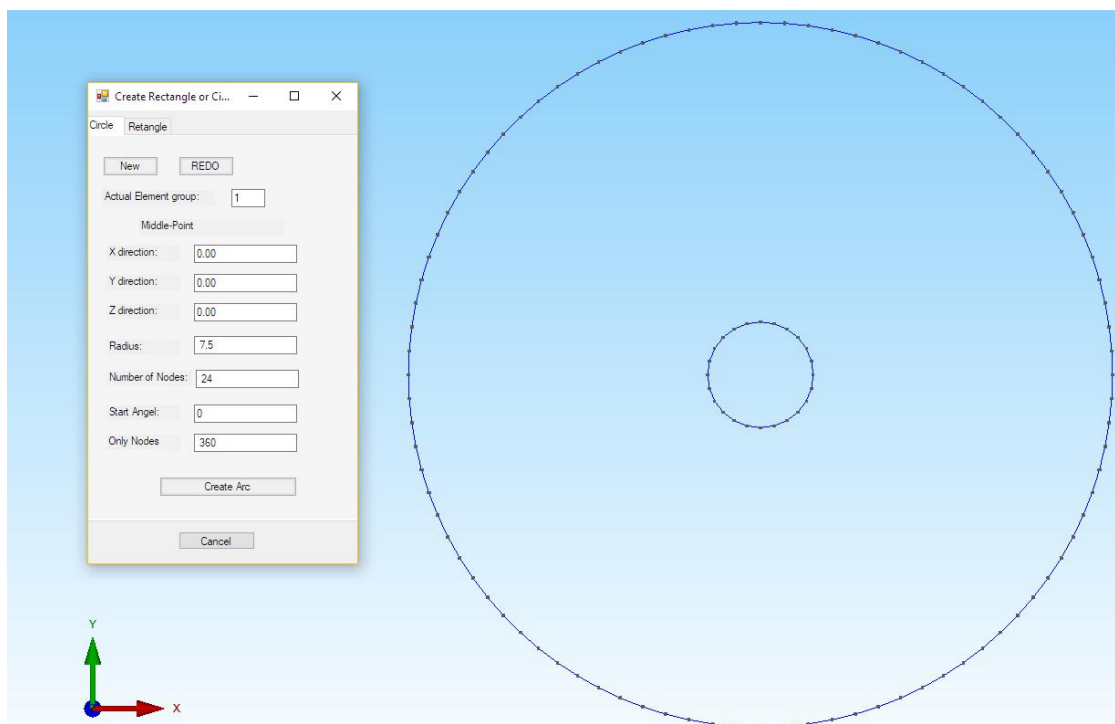 Create Rectangle or Ci...
Circle Retangle
New REDO
Actual Element group: 1
Middle-Point
X direction: 0.00
Y direction: 0.00
Z direction: 0.00
Radius: 7.5
Number of Nodes: 24
Start Angel: 0
Only Nodes 360
Create Arc
Cancel
Y
X